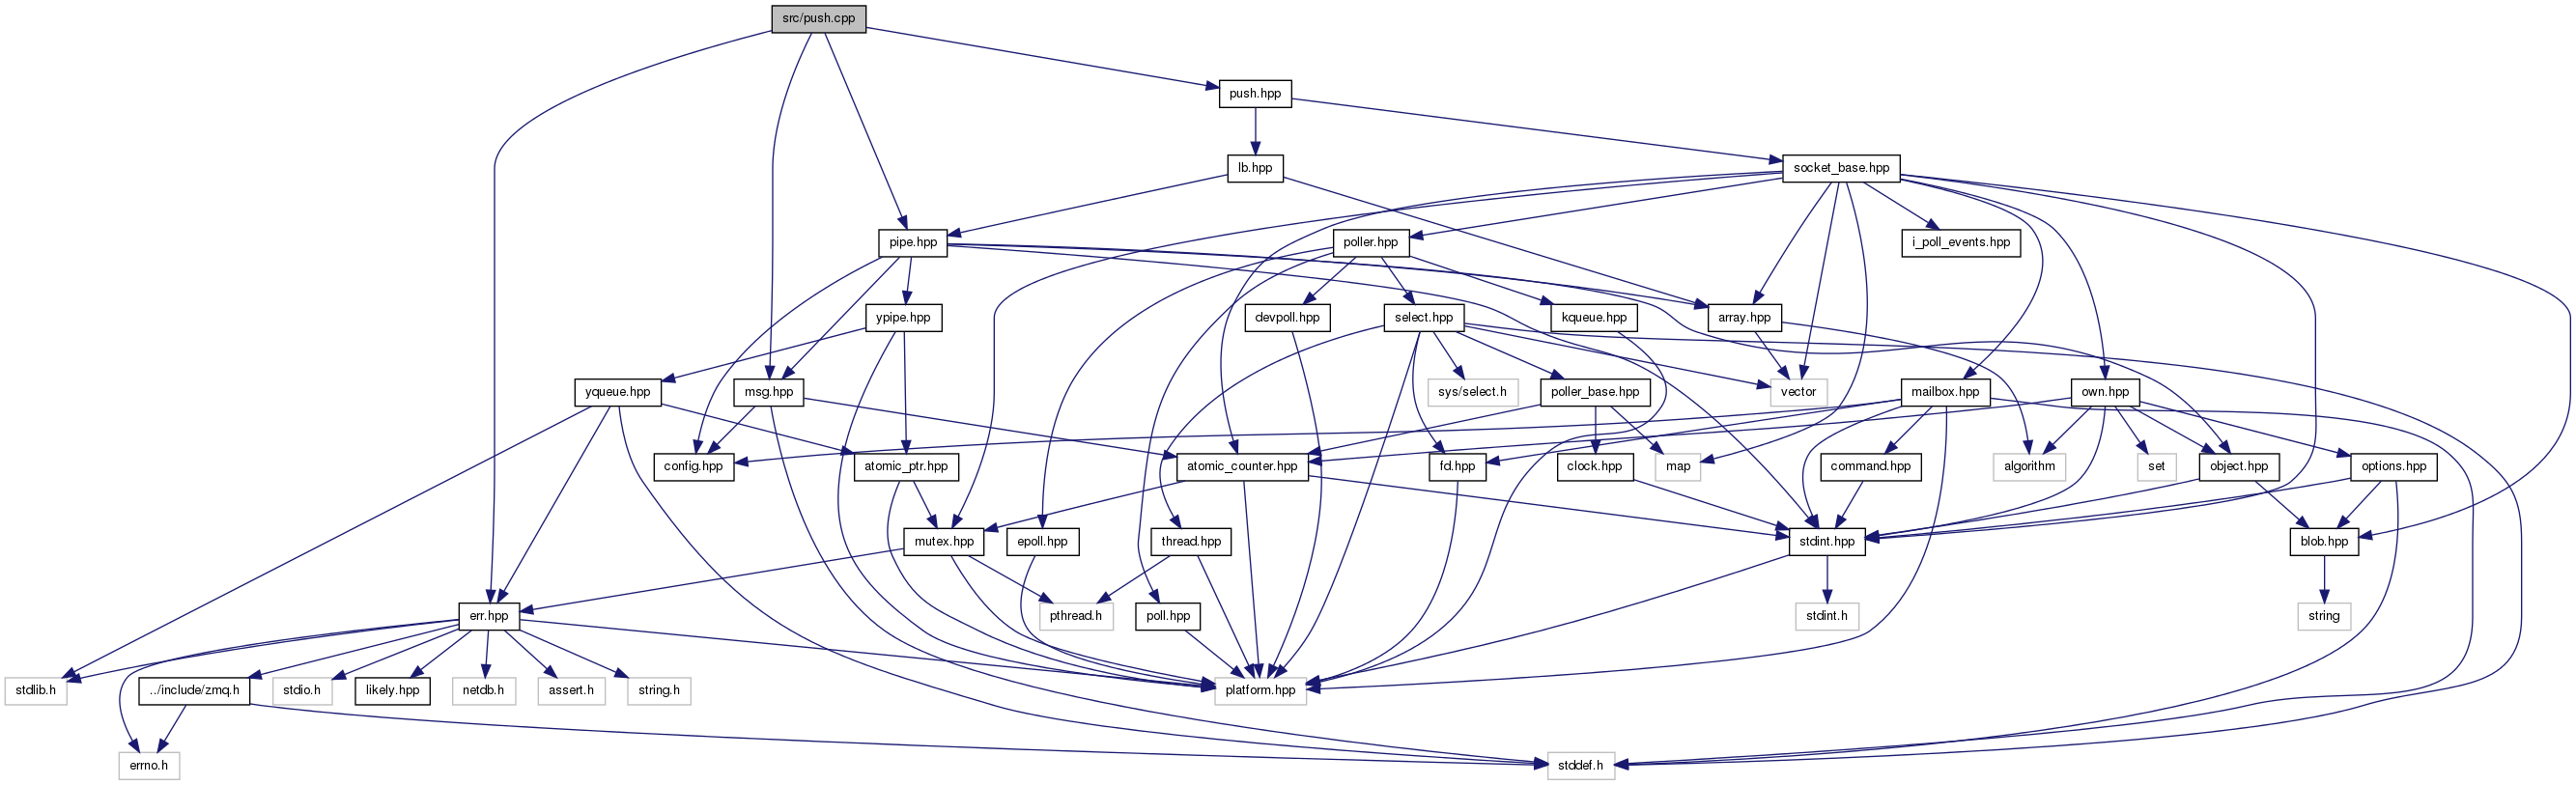 src/push.cpp
push.hpp
lb.hpp
socket_base.hpp
pipe.hpp
poller.hpp
i_poll_events.hpp
ypipe.hpp
devpoll.hpp
select.hpp
kqueue.hpp
array.hpp
yqueue.hpp
msg.hpp
sys/select.h
poller_base.hpp
vector
mailbox.hpp
own.hpp
config.hpp
atomic_ptr.hpp
atomic_counter.hpp
fd.hpp
clock.hpp
map
command.hpp
algorithm
set
object.hpp
options.hpp
mutex.hpp
epoll.hpp
thread.hpp
stdint.hpp
blob.hpp
err.hpp
pthread.h
poll.hpp
stdint.h
string
stdlib.h
../include/zmq.h
stdio.h
likely.hpp
netdb.h
assert.h
string.h
platform.hpp
errno.h
stddef.h